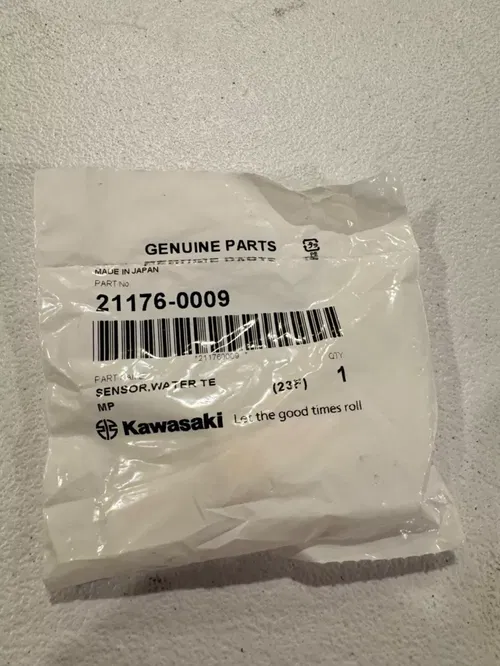 GENUINE PARTS
MADE IN JAPAN
PART No
21176-0009
PART
QTY
SENSOR,WATER TE
(23F)
1
MP
Kawasaki
Let the good times roll